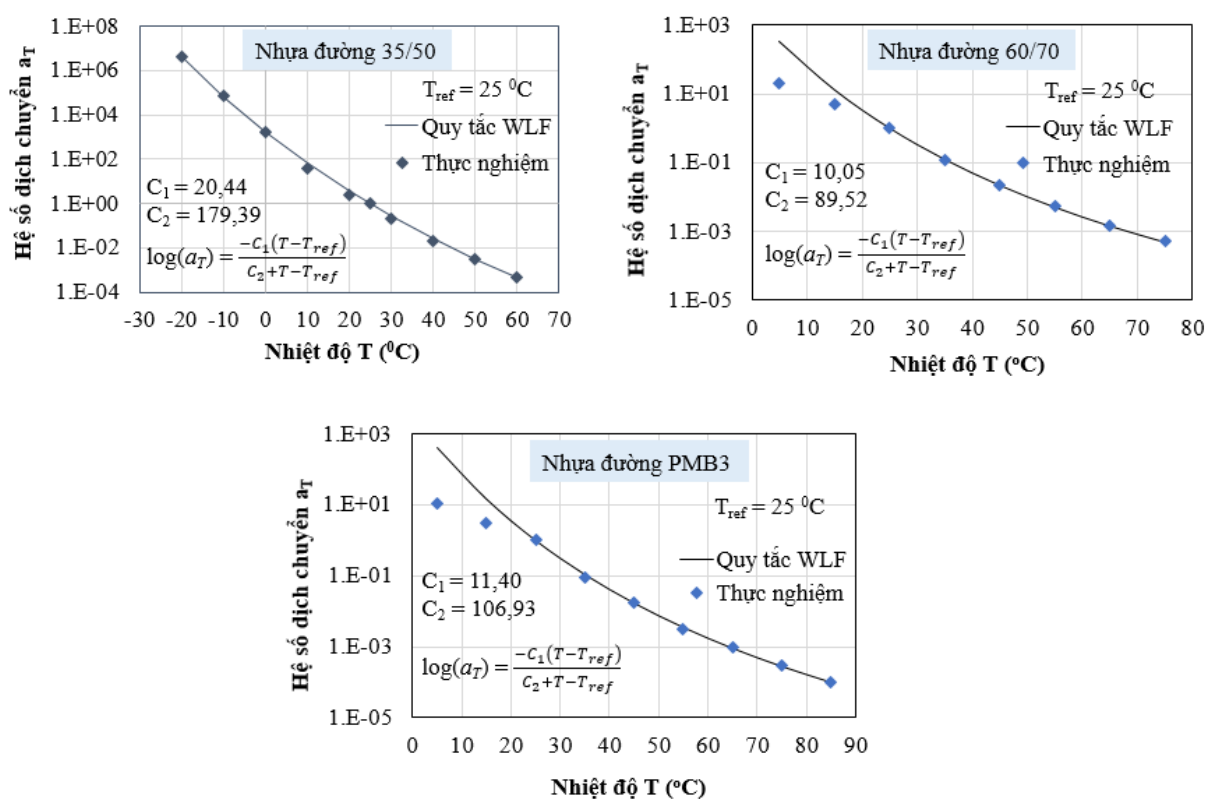 Nhựa đường 35/50
Hệ số dịch chuyển aT
1.E+08
1.E+06
1.E+04
1.E+02
1.E+00
1.E-02
1.E-04
Tref = 25 ⁰C
Quy tắc WLF
Thực nghiệm
C1 = 20,44
C2 = 179,39
log(aT) = −C1(T−Tref) / C2+T−Tref
-30 -20 -10 0 10 20 30 40 50 60 70
Nhiệt độ T (⁰C)
Nhựa đường 60/70
Hệ số dịch chuyển aT
1.E+03
1.E+01
1.E-01
1.E-03
1.E-05
Tref = 25 ⁰C
Quy tắc WLF
Thực nghiệm
C1 = 10,05
C2 = 89,52
log(aT) = −C1(T−Tref) / C2+T−Tref
0 10 20 30 40 50 60 70 80
Nhiệt độ T (ᵒC)
Nhựa đường PMB3
Hệ số dịch chuyển aT
1.E+03
1.E+01
1.E-01
1.E-03
1.E-05
Tref = 25 ⁰C
Quy tắc WLF
Thực nghiệm
C1 = 11,40
C2 = 106,93
log(aT) = −C1(T−Tref) / C2+T−Tref
0 10 20 30 40 50 60 70 80 90
Nhiệt độ T (ᵒC)